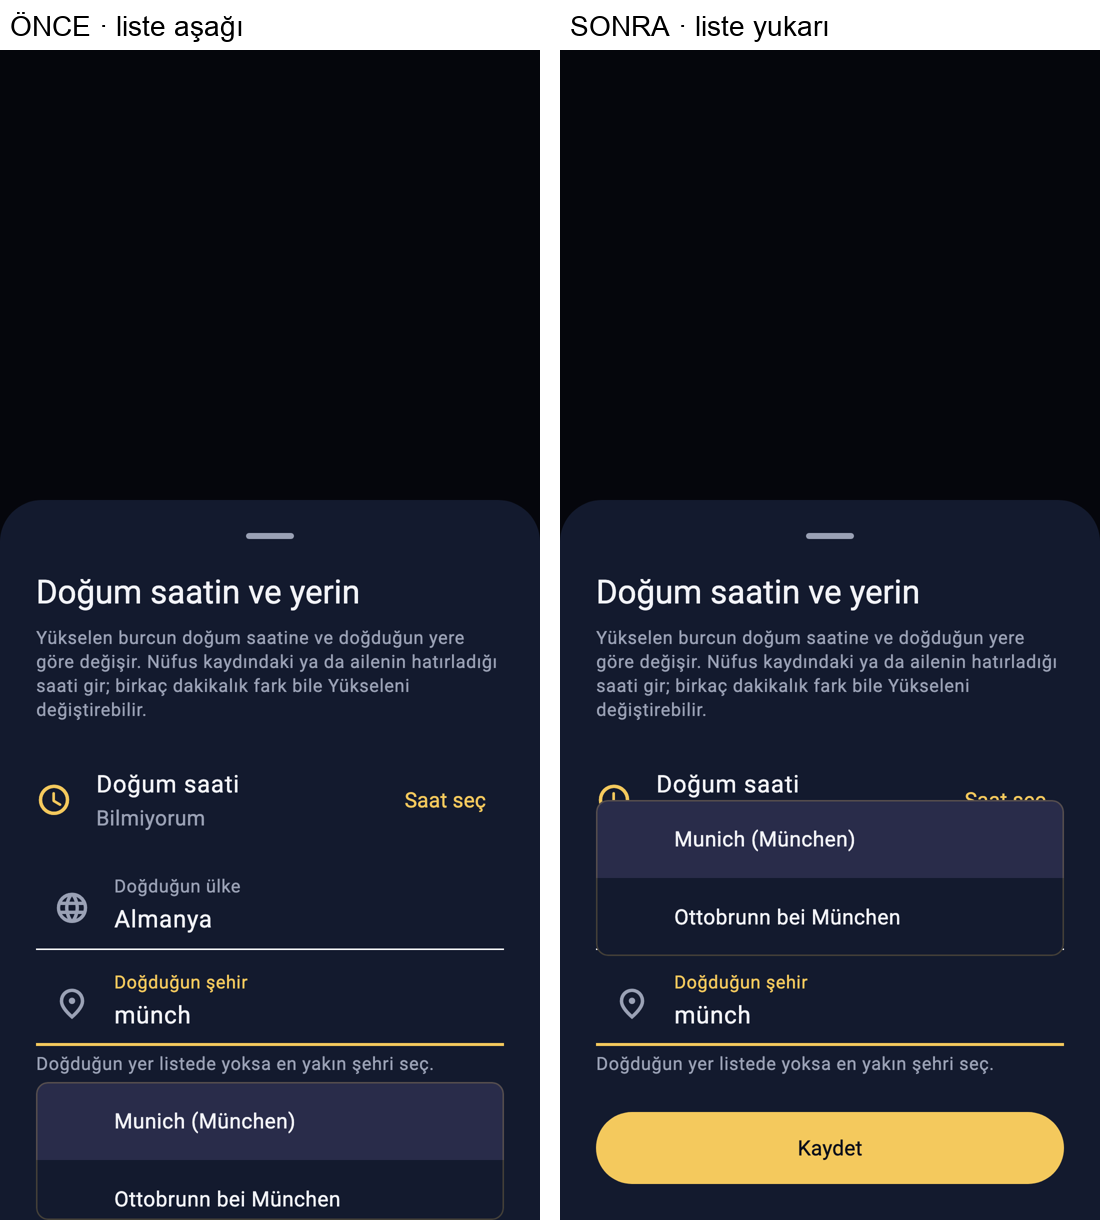 ÖNCE · liste aşağı
Doğum saatin ve yerin
Yükselen burcun doğum saatine ve doğduğun yere
göre değişir. Nüfus kaydındaki ya da ailenin hatırladığı
saati gir; birkaç dakikalık fark bile Yükseleni
değiştirebilir.
Doğum saati
Bilmiyorum
Saat seç
Doğduğun ülke
Almanya
Doğduğun şehir
münch
Doğduğun yer listede yoksa en yakın şehri seç.
Munich (München)
Ottobrunn bei München
SONRA · liste yukarı
Doğum saatin ve yerin
Yükselen burcun doğum saatine ve doğduğun yere
göre değişir. Nüfus kaydındaki ya da ailenin hatırladığı
saati gir; birkaç dakikalık fark bile Yükseleni
değiştirebilir.
Doğum saati
Saat seç
Munich (München)
Ottobrunn bei München
Doğduğun şehir
münch
Doğduğun yer listede yoksa en yakın şehri seç.
Kaydet